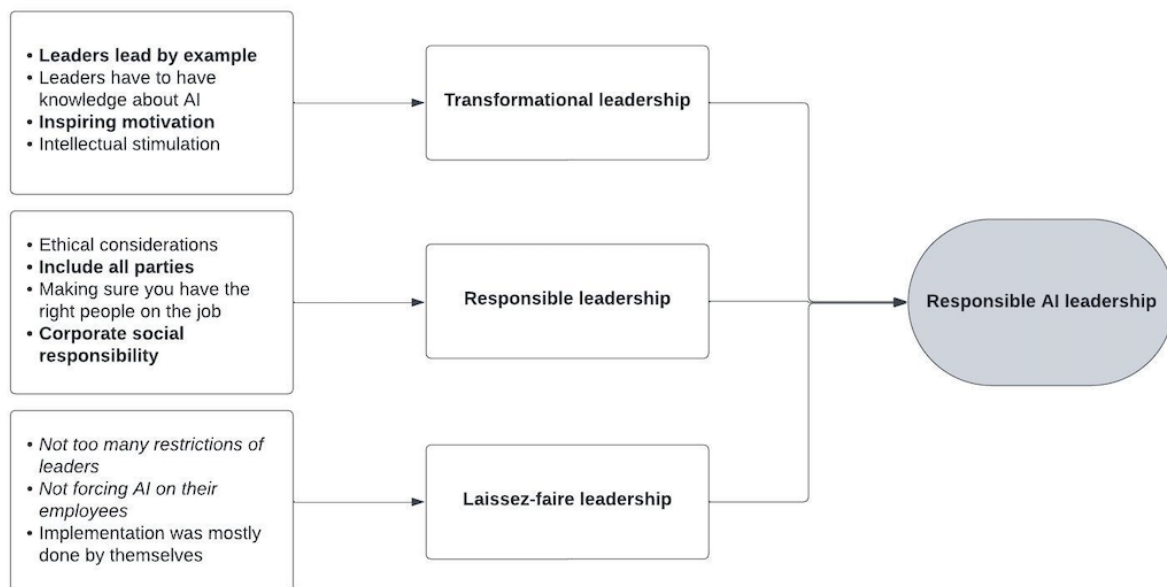 • Leaders lead by example
• Leaders have to have
knowledge about AI
• Inspiring motivation
• Intellectual stimulation
Transformational leadership
• Ethical considerations
• Include all parties
• Making sure you have the
right people on the job
• Corporate social
responsibility
Responsible leadership
Responsible AI leadership
• Not too many restrictions of
leaders
• Not forcing AI on their
employees
• Implementation was mostly
done by themselves
Laissez-faire leadership